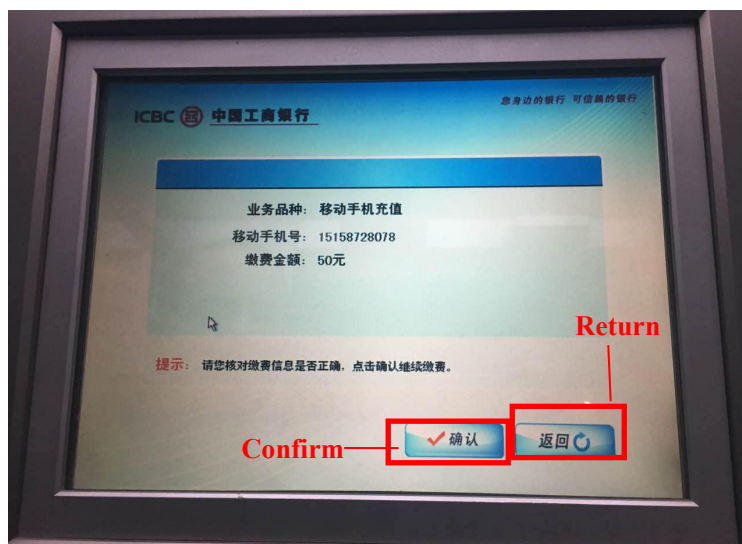 您身边的银行 可信赖的银行
ICBC 中国工商银行
业务品种: 移动手机充值
移动手机号: 15158728078
缴费金额: 50元
Return
提示: 请您核对缴费信息是否正确, 点击确认继续缴费。
Confirm
确认
返回